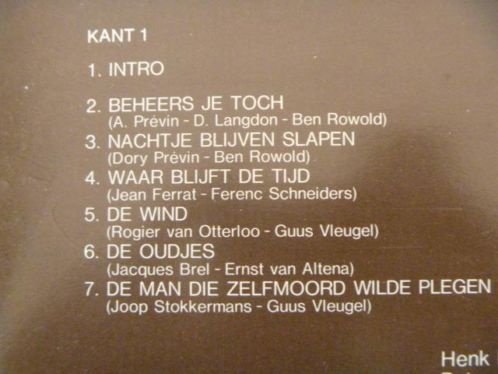 KANT 1
1. INTRO
2. BEHEERS JE TOCH
(A. Prévin - D. Langdon - Ben Rowold)
3. NACHTJE BLIJVEN SLAPEN
(Dory Prévin - Ben Rowold)
4. WAAR BLIJFT DE TIJD
(Jean Ferrat - Ferenc Schneiders)
5. DE WIND
(Rogier van Otterloo - Guus Vleugel)
6. DE OUDJES
(Jacques Brel - Ernst van Altena)
7. DE MAN DIE ZELFMOORD WILDE PLEGEN
(Joop Stokkermans - Guus Vleugel)
Henk